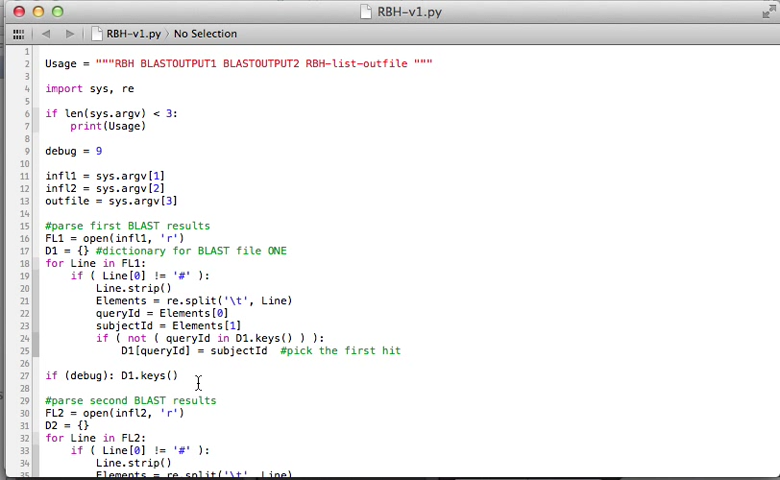 RBH-v1.py
RBH-v1.py › No Selection
1
2 Usage = """RBH BLASTOUTPUT1 BLASTOUTPUT2 RBH-list-outfile """
3
4 import sys, re
5
6 if len(sys.argv) < 3:
7     print(Usage)
8
9 debug = 9
10
11 infl1 = sys.argv[1]
12 infl2 = sys.argv[2]
13 outfile = sys.argv[3]
14
15 #parse first BLAST results
16 FL1 = open(infl1, 'r')
17 D1 = {} #dictionary for BLAST file ONE
18 for Line in FL1:
19     if ( Line[0] != '#' ):
20         Line.strip()
21         Elements = re.split('\t', Line)
22         queryId = Elements[0]
23         subjectId = Elements[1]
24         if ( not ( queryId in D1.keys() ) ):
25             D1[queryId] = subjectId  #pick the first hit
26
27 if (debug): D1.keys()
28
29 #parse second BLAST results
30 FL2 = open(infl2, 'r')
31 D2 = {}
32 for Line in FL2:
33     if ( Line[0] != '#' ):
34         Line.strip()
35         Elements = re.split('\t', Line)